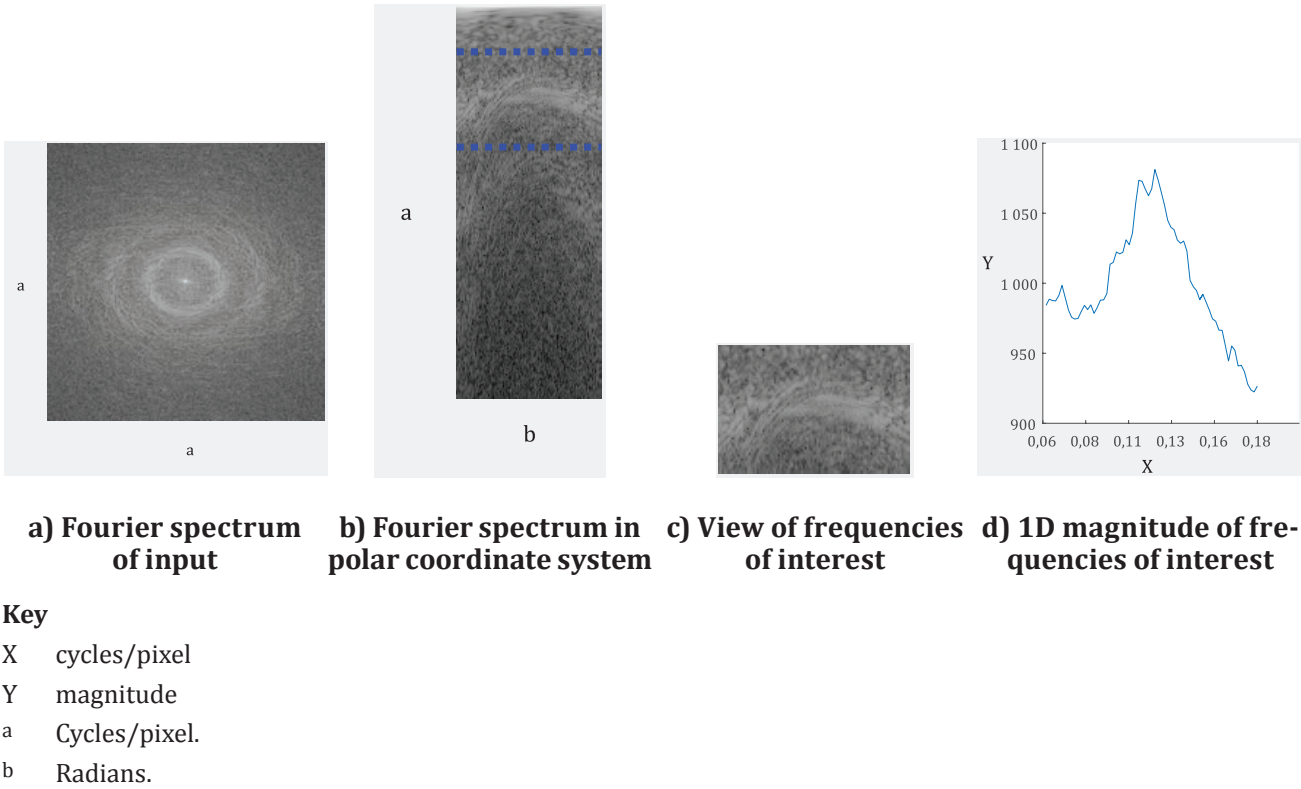 a
a
a
b
1 100
1 050
1 000
950
900
Y
0,06 0,08 0,11 0,13 0,16 0,18
X
a) Fourier spectrum
of input
b) Fourier spectrum in
polar coordinate system
c) View of frequencies
of interest
d) 1D magnitude of fre-
quencies of interest
Key
X cycles/pixel
Y magnitude
a Cycles/pixel.
b Radians.